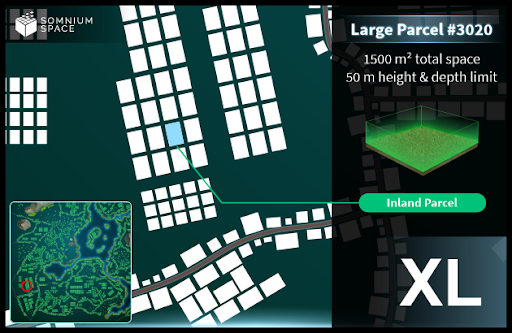 SOMNIUM
SPACE
Large Parcel #3020
1500 m² total space
50 m height & depth limit
Inland Parcel
XL